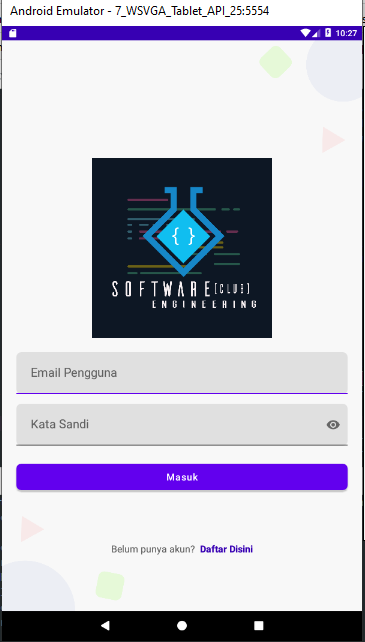 Android Emulator - 7_WSVGA_Tablet_API_25:5554
10:27
{ }
SOFTWARE [CLUB]
ENGINEERING
Email Pengguna
Kata Sandi
Masuk
Belum punya akun? Daftar Disini